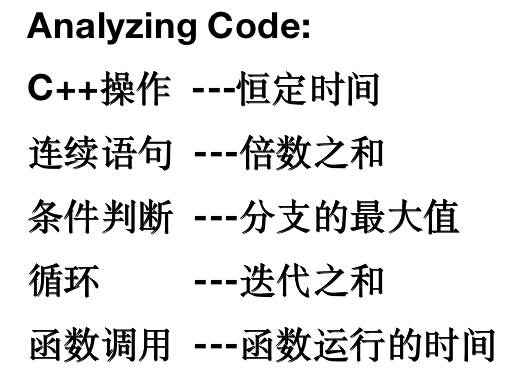 Analyzing Code:
C++操作 ---恒定时间
连续语句 ---倍数之和
条件判断 ---分支的最大值
循环 ---迭代之和
函数调用 ---函数运行的时间